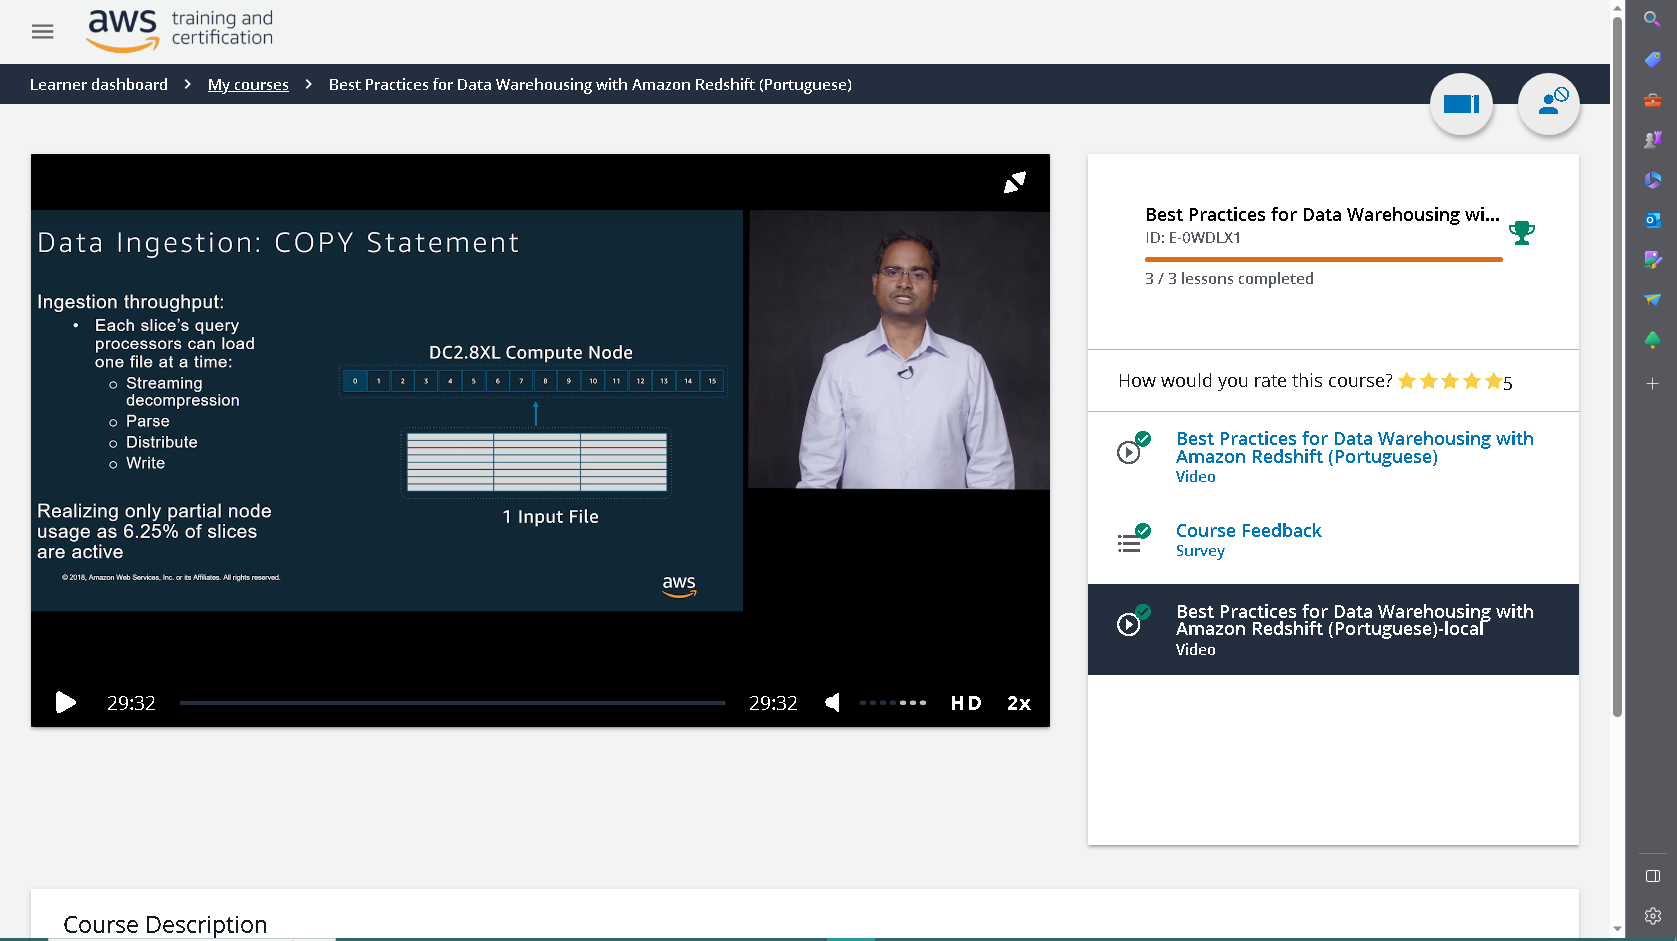 aws training and certification
Learner dashboard > My courses > Best Practices for Data Warehousing with Amazon Redshift (Portuguese)
Data Ingestion: COPY Statement
Ingestion throughput:
• Each slice's query
processors can load
one file at a time:
o Streaming
decompression
o Parse
o Distribute
o Write
Realizing only partial node
usage as 6.25% of slices
are active
DC2.8XL Compute Node
0 1 2 3 4 5 6 7 8 9 10 11 12 13 14 15
1 Input File
© 2018, Amazon Web Services, Inc. or its Affiliates. All rights reserved.
aws
29:32 29:32 HD 2x
Best Practices for Data Warehousing wi...
ID: E-0WDLX1
3 / 3 lessons completed
How would you rate this course? 5
Best Practices for Data Warehousing with
Amazon Redshift (Portuguese)
Video
Course Feedback
Survey
Best Practices for Data Warehousing with
Amazon Redshift (Portuguese)-local
Video
Course Description